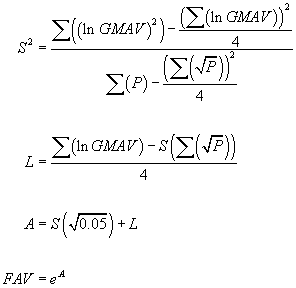 S² = (∑((ln GMAV)²) − (∑(ln GMAV))² / 4) / (∑(P) − (∑(√P))² / 4)
L = (∑(ln GMAV) − S(∑(√P))) / 4
A = S(√0.05) + L
FAV = e^A